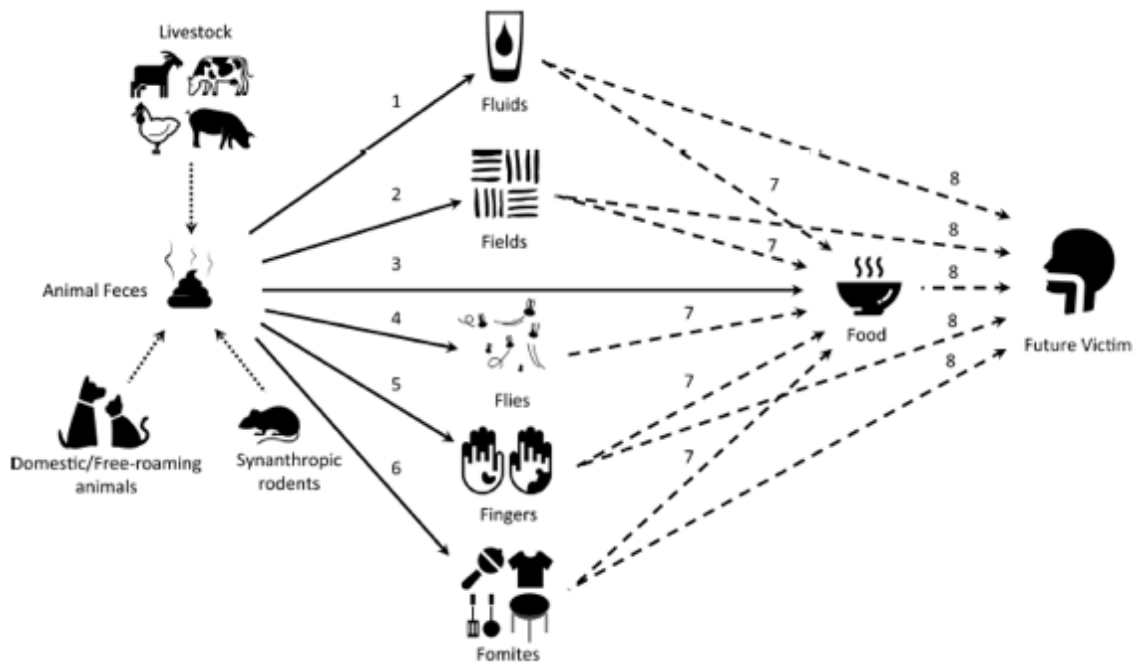 Livestock
1
Fluids
7
8
2
Fields
8
7
3
8
Animal Feces
4
7
Food
8
Future Victim
8
5
Flies
7
Domestic/Free-roaming
animals
Synanthropic
rodents
6
7
Fingers
Fomites